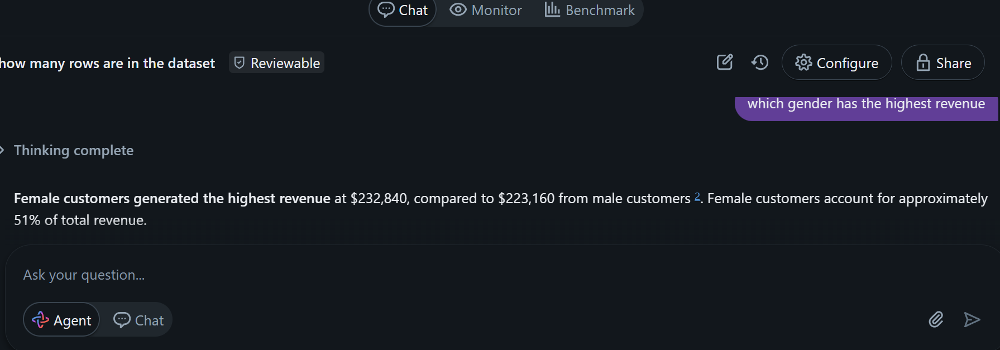 Chat Monitor Benchmark
how many rows are in the dataset Reviewable Configure Share
which gender has the highest revenue
Thinking complete
Female customers generated the highest revenue at $232,840, compared to $223,160 from male customers 2. Female customers account for approximately
51% of total revenue.
Ask your question...
Agent Chat